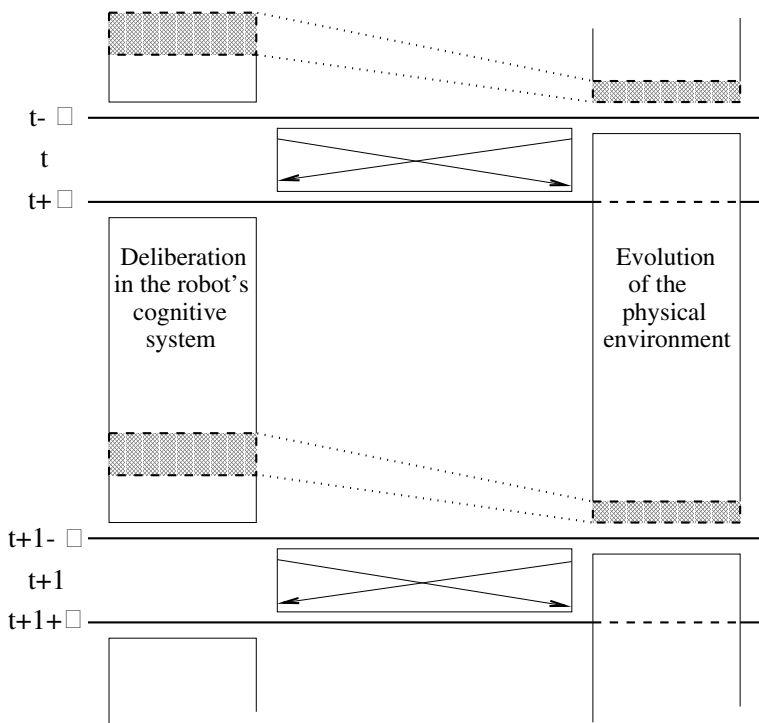 t- □
t
t+ □
Deliberation
in the robot's
cognitive
system
Evolution
of the
physical
environment
t+1- □
t+1
t+1+ □